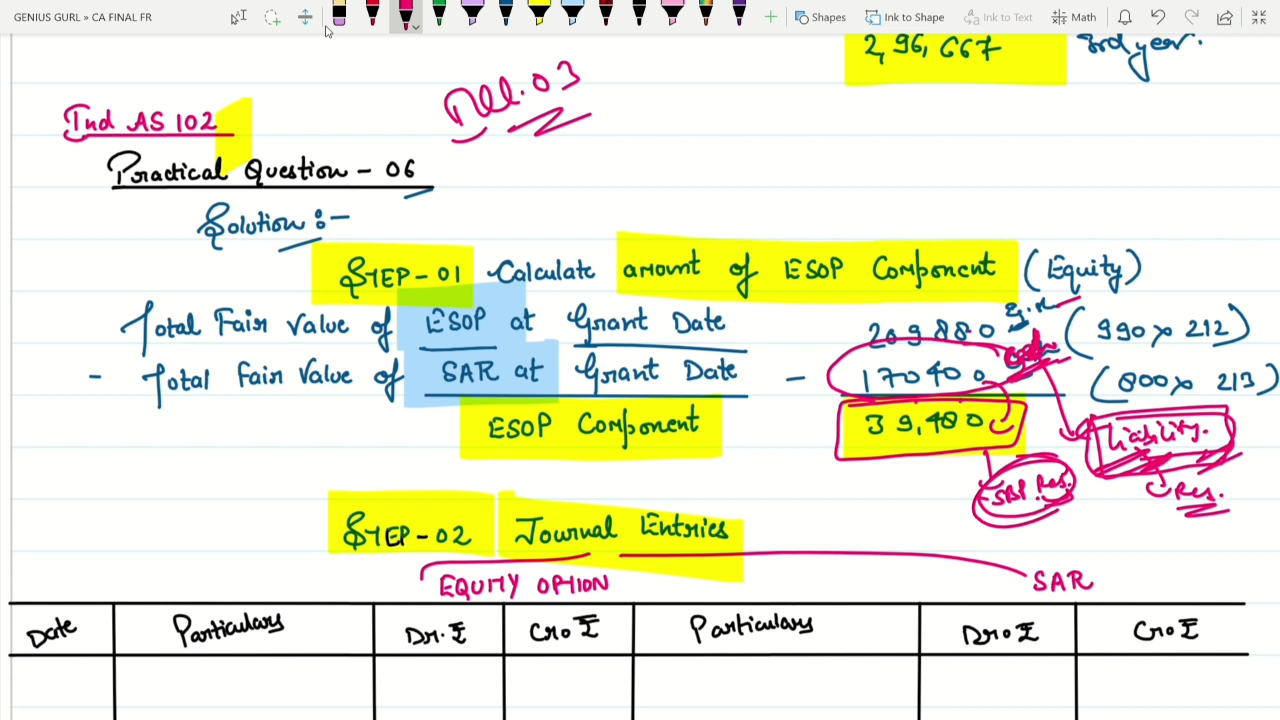 GENIUS GURL » CA FINAL FR
Shapes
Ink to Shape
Ink to Text
Math
2,96,667 3rd year.
Ind AS 102
Ill.03
Practical Question - 06
Solution:-
STEP-01 Calculate amount of ESOP Component (Equity)
Total Fair Value of ESOP at Grant Date 209880 (990 x 212)
- Total Fair Value of SAR at Grant Date - 170400 (800 x 213)
ESOP Component 39,480
Liability.
SBP Res.
Res.
STEP-02 Journal Entries
EQUITY OPTION SAR
Date Particulars Dr. ₹ Cr. ₹ Particulars Dr. ₹ Cr. ₹